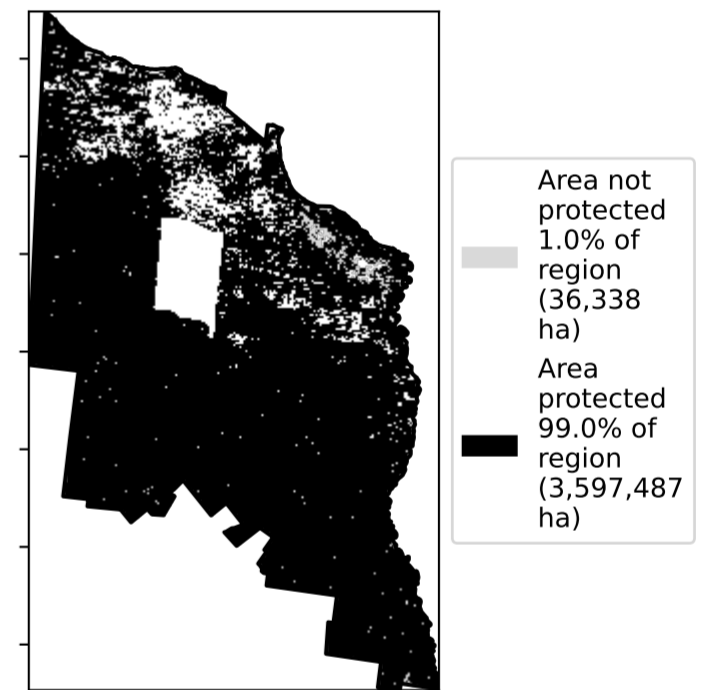 Area not
protected
1.0% of
region
(36,338
ha)
Area
protected
99.0% of
region
(3,597,487
ha)